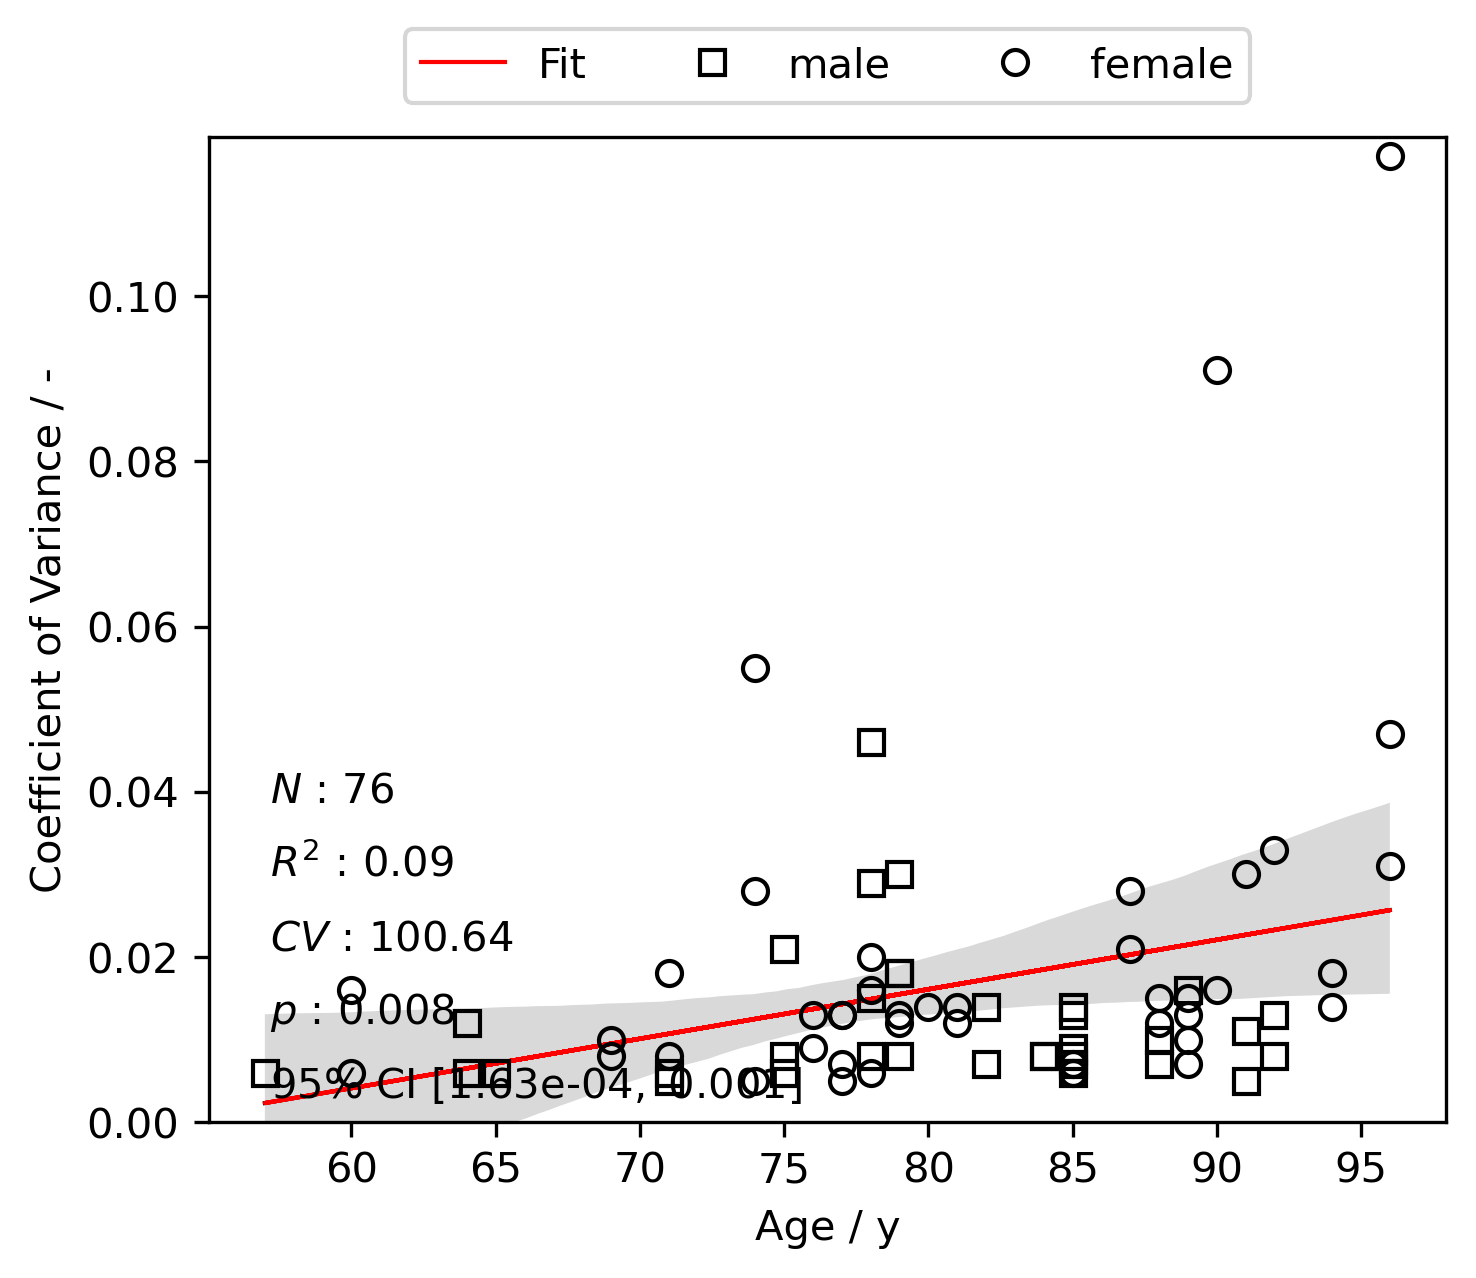 Fit male female
Coefficient of Variance / -
0.10
0.08
0.06
0.04
0.02
0.00
N : 76
R² : 0.09
CV : 100.64
p : 0.008
95% CI [1.63e-04, 0.001]
60 65 70 75 80 85 90 95
Age / y